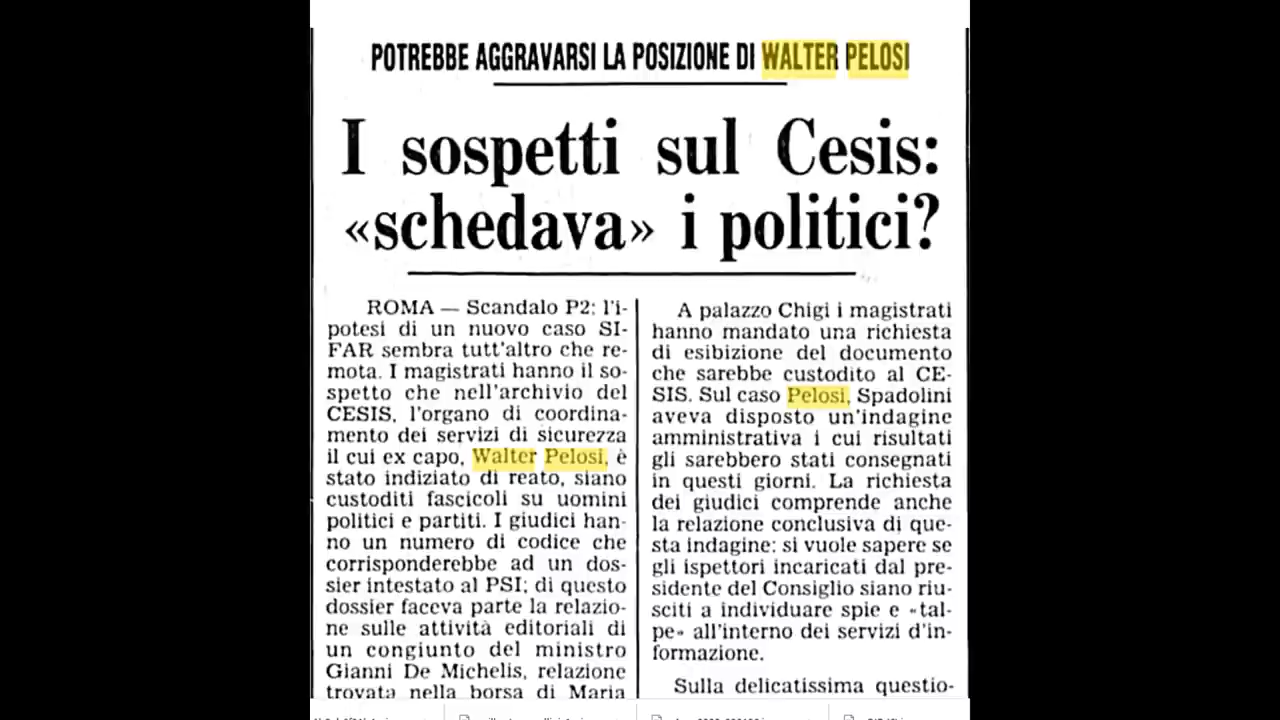 POTREBBE AGGRAVARSI LA POSIZIONE DI WALTER PELOSI
I sospetti sul Cesis:
«schedava» i politici?
ROMA — Scandalo P2: l'i-
potesi di un nuovo caso SI-
FAR sembra tutt'altro che re-
mota. I magistrati hanno il so-
spetto che nell'archivio del
CESIS, l'organo di coordina-
mento dei servizi di sicurezza
il cui ex capo, Walter Pelosi, è
stato indiziato di reato, siano
custoditi fascicoli su uomini
politici e partiti. I giudici han-
no un numero di codice che
corrisponderebbe ad un dos-
sier intestato al PSI; di questo
dossier faceva parte la relazio-
ne sulle attività editoriali di
un congiunto del ministro
Gianni De Michelis, relazione
trovata nella borsa di Maria
A palazzo Chigi i magistrati
hanno mandato una richiesta
di esibizione del documento
che sarebbe custodito al CE-
SIS. Sul caso Pelosi, Spadolini
aveva disposto un'indagine
amministrativa i cui risultati
gli sarebbero stati consegnati
in questi giorni. La richiesta
dei giudici comprende anche
la relazione conclusiva di que-
sta indagine: si vuole sapere se
gli ispettori incaricati dal pre-
sidente del Consiglio siano riu-
sciti a individuare spie e «tal-
pe» all'interno dei servizi d'in-
formazione.
Sulla delicatissima questio-